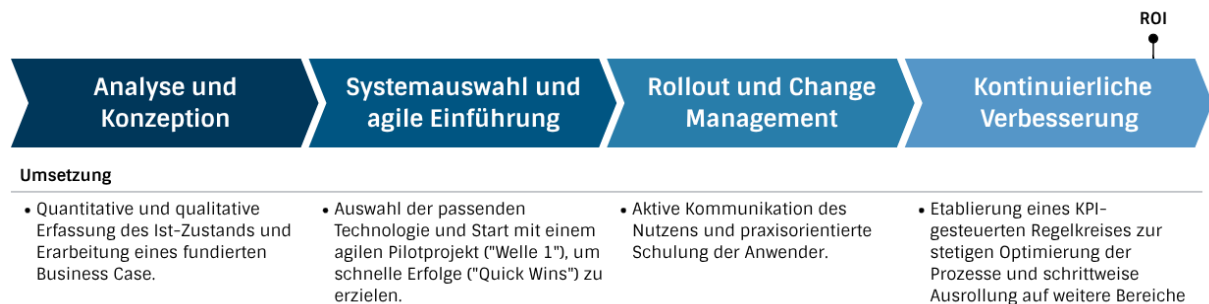 ROI
Analyse und
Konzeption
Systemauswahl und
agile Einführung
Rollout und Change
Management
Kontinuierliche
Verbesserung
Umsetzung
• Quantitative und qualitative
Erfassung des Ist-Zustands und
Erarbeitung eines fundierten
Business Case.
• Auswahl der passenden
Technologie und Start mit einem
agilen Pilotprojekt ("Welle 1"), um
schnelle Erfolge ("Quick Wins") zu
erzielen.
• Aktive Kommunikation des
Nutzens und praxisorientierte
Schulung der Anwender.
• Etablierung eines KPI-
gesteuerten Regelkreises zur
stetigen Optimierung der
Prozesse und schrittweise
Ausrollung auf weitere Bereiche